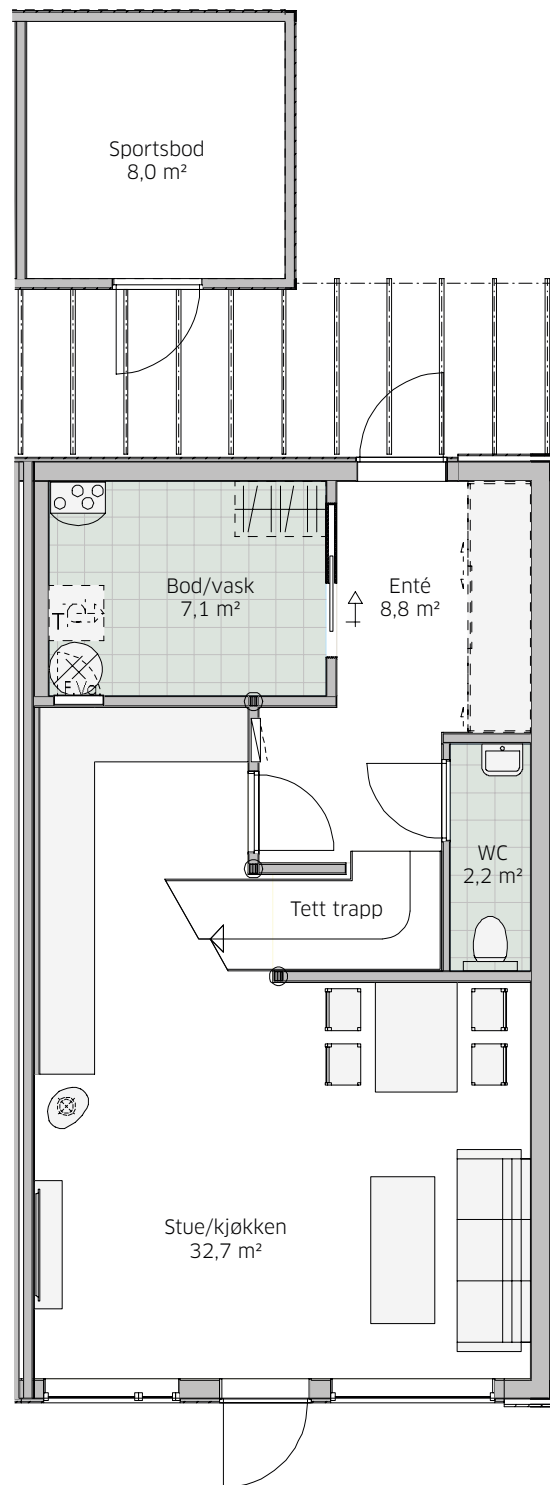 Sportsbod
8,0 m²
Bod/vask
7,1 m²
Enté
8,8 m²
WC
2,2 m²
Tett trapp
Stue/kjøkken
32,7 m²